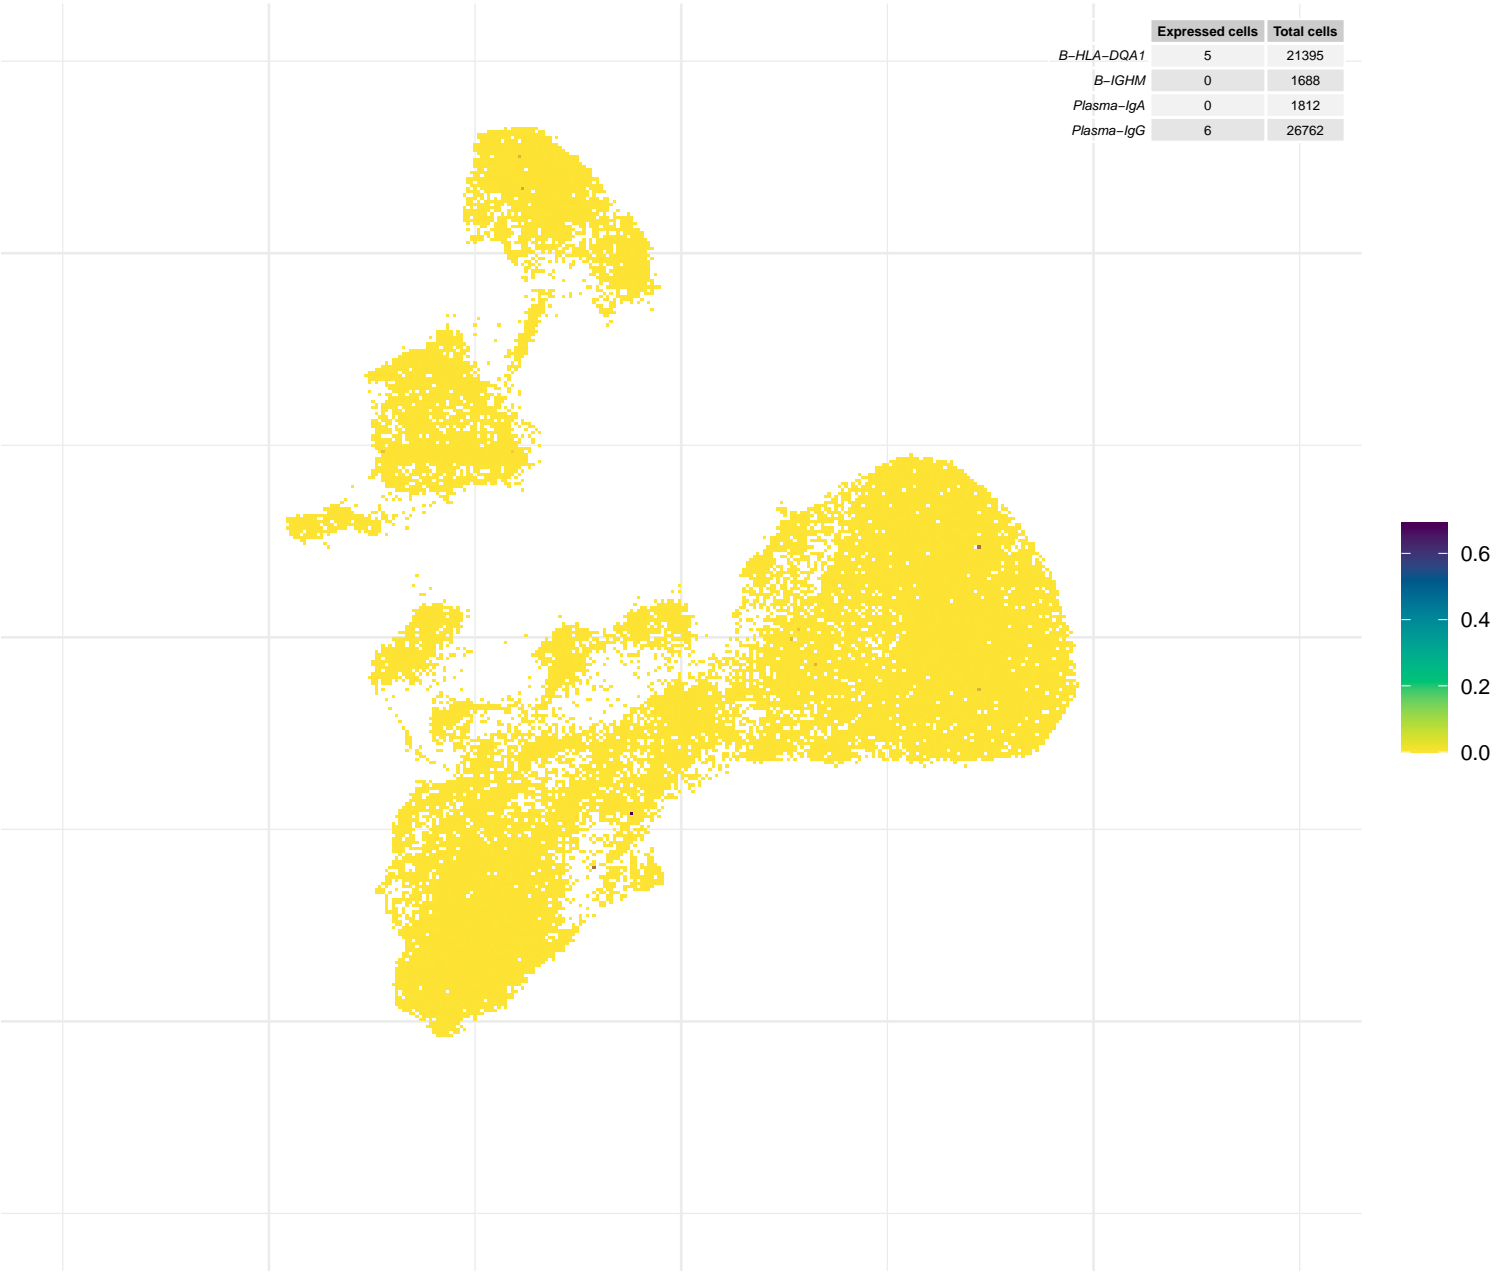 Expressed cells Total cells
B−HLA−DQA1 5 21395
B−IGHM 0 1688
Plasma−IgA 0 1812
Plasma−IgG 6 26762
0.6
0.4
0.2
0.0